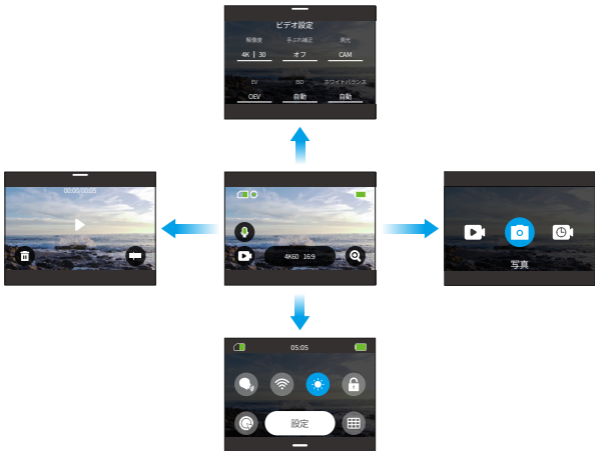 ビデオ設定
解像度 手ぶれ補正 測光
4K | 30 オフ CAM
EV ISO ホワイトバランス
OEV 自動 自動
00:00/00:05
4K60 16:9
写真
05:05
設定